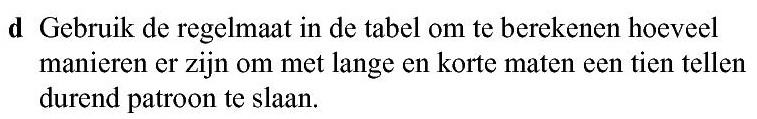 d Gebruik de regelmaat in de tabel om te berekenen hoeveel
manieren er zijn om met lange en korte maten een tien tellen
durend patroon te slaan.